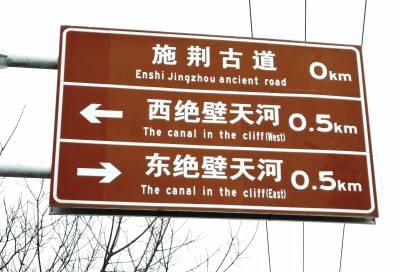 施荆古道 0km
Enshi Jingzhou ancient road
西绝壁天河 0.5km
The canal in the cliff(West)
东绝壁天河 0.5km
The canal in the cliff(East)